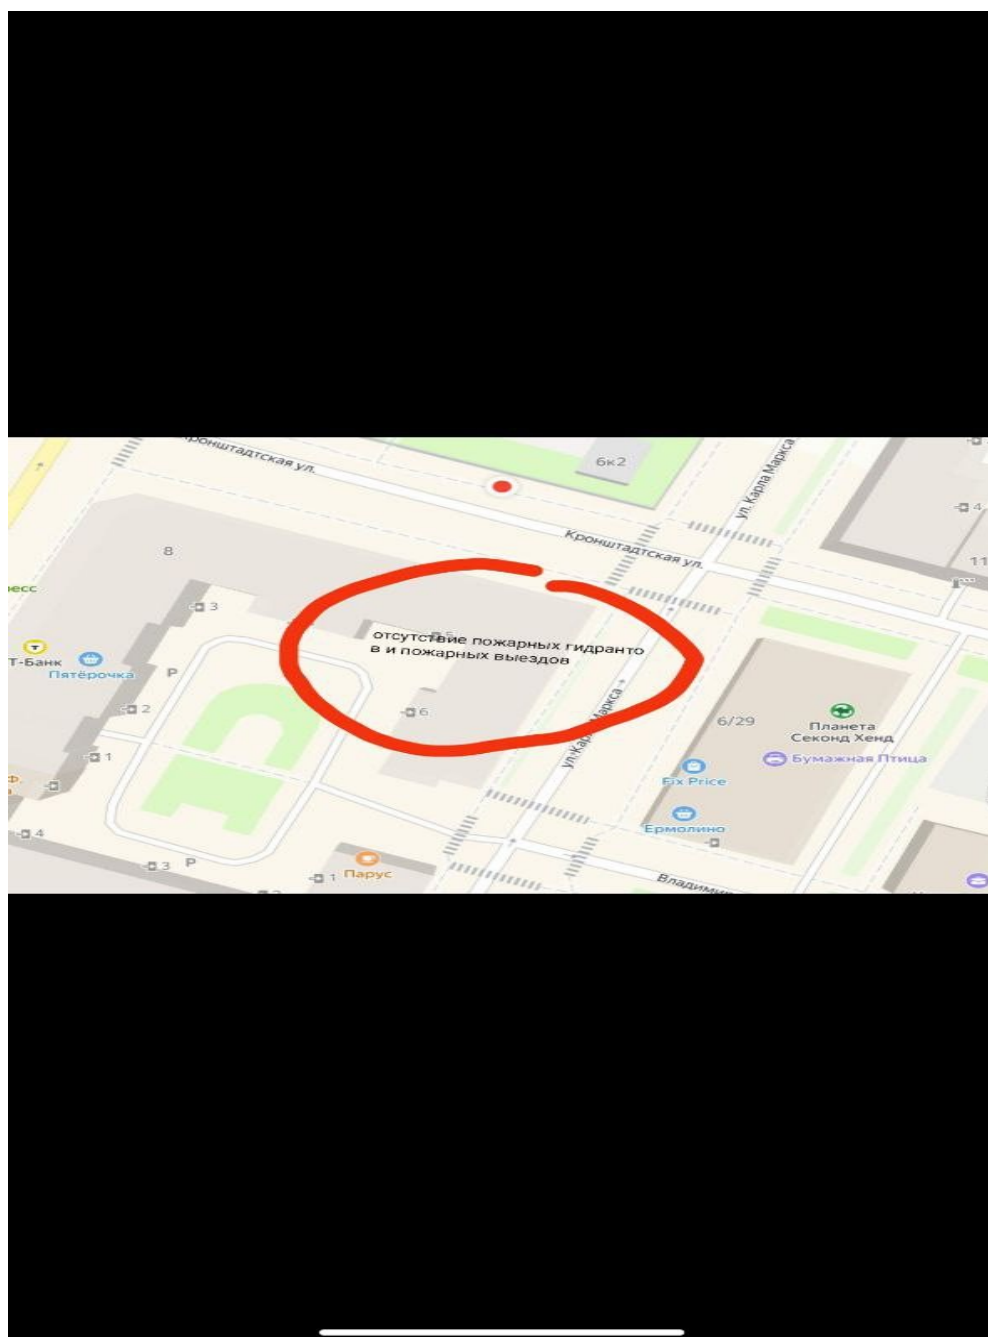 Кронштадтская ул.
6к2
ул. Карла Маркса
4
8
Кронштадтская ул.
11
3
5
отсутствие пожарных гидранто
в и пожарных выездов
Т-Банк
Пятёрочка
P
2
6
ул. Карла Маркса
6/29
Планета
Секонд Хенд
1
Бумажная Птица
Fix Price
Ермолино
4
3
P
1
Парус